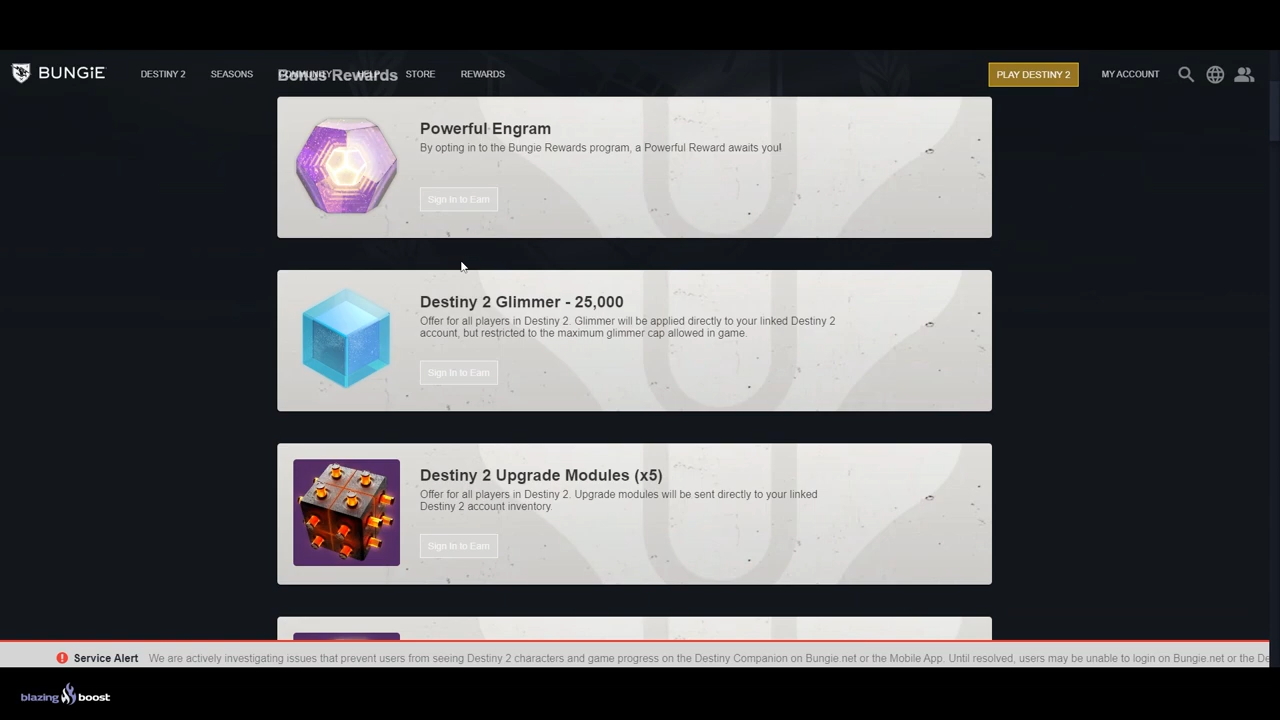 BUNGiE
DESTINY 2 SEASONS COMMUNITY HELP STORE REWARDS
Bonus Rewards
PLAY DESTINY 2 MY ACCOUNT
Powerful Engram
By opting in to the Bungie Rewards program, a Powerful Reward awaits you!
Sign In to Earn
Destiny 2 Glimmer - 25,000
Offer for all players in Destiny 2. Glimmer will be applied directly to your linked Destiny 2
account, but restricted to the maximum glimmer cap allowed in game.
Sign In to Earn
Destiny 2 Upgrade Modules (x5)
Offer for all players in Destiny 2. Upgrade modules will be sent directly to your linked
Destiny 2 account inventory.
Sign In to Earn
Service Alert We are actively investigating issues that prevent users from seeing Destiny 2 characters and game progress on the Destiny Companion on Bungie.net or the Mobile App. Until resolved, users may be unable to login on Bungie.net or the De
blazing boost